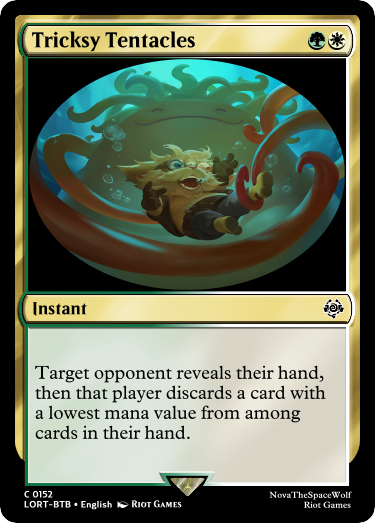 Tricksy Tentacles
Instant
Target opponent reveals their hand,
then that player discards a card with
a lowest mana value from among
cards in their hand.
C 0152
LORT-BTB • English RIOT GAMES
NovaTheSpaceWolf
Riot Games